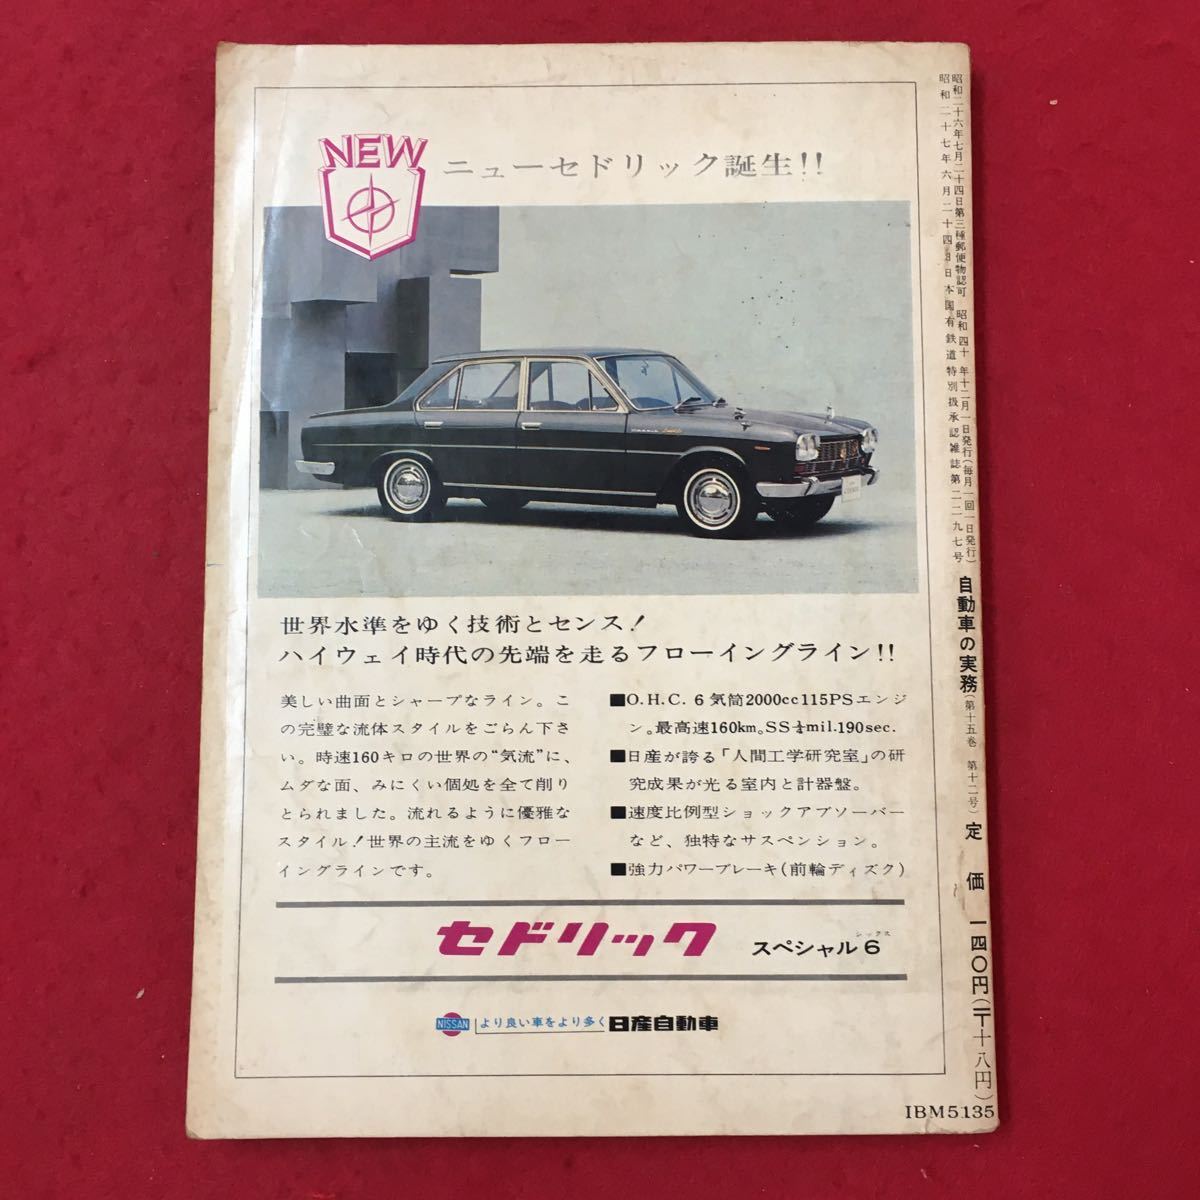 NEW
ニューセドリック誕生!!
世界水準をゆく技術とセンス!
ハイウェイ時代の先端を走るフローイングライン!!
美しい曲面とシャープなライン。こ
の完璧な流体スタイルをごらん下さ
い。時速160キロの世界の“気流”に、
ムダな面、みにくい個処を全て削り
とられました。流れるように優雅な
スタイル!世界の主流をゆくフロー
イングラインです。
■O.H.C. 6気筒2000cc115PSエンジ
ン。最高速160km。SS¼mil.190sec.
■日産が誇る「人間工学研究室」の研
究成果が光る室内と計器盤。
■速度比例型ショックアブソーバー
など、独特なサスペンション。
■強力パワーブレーキ(前輪ディズク)
セドリック スペシャル6
シックス
NISSAN より良い車をより多く 日産自動車
昭和二十六年七月二十四日第三種郵便物認可 昭和四十年十二月一日発行(毎月一回一日発行)
昭和二十七年六月二十四日日本国有鉄道特別扱承認雑誌第二二九七号
自動車の実務(第十五巻 第十二号)定価 一四〇円(〒十八円)
IBM5135